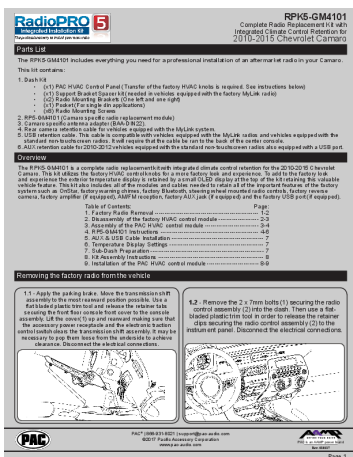 RadioPRO 5
Integrated Installation Kit
RPK5-GM4101
Complete Radio Replacement Kit with
Integrated Climate Control Retention for
2010-2015 Chevrolet Camaro
Parts List
The RPK5-GM4101 includes everything you need for a professional installation of an aftermarket radio in your Camaro.
This kit contains:
1. Dash Kit
• (x1) PAC HVAC Control Panel (Transfer of the factory HVAC knobs is required. See instructions below)
• (x1) Support Bracket Spacer kit (needed in vehicles equipped with the factory MyLink radio)
• (x2) Radio Mounting Brackets (One left and one right)
• (x1) Pocket (For single din applications)
• (x8) Radio Mounting Screws
2. RP5-GM41 (Camaro specific radio replacement module)
3. Camaro specific antenna adapter (BAA-DIN22).
4. Rear camera retention cable for vehicles equipped with the MyLink system.
5. USB retention cable. This cable is compatible with vehicles equipped with the MyLink radios and vehicles equipped with the
standard non-touchscreen radios. It will require that the cable be ran to the back of the center console.
6. AUX retention cable for 2010-2012 vehicles equipped with the standard non-touchscreen radios also equipped with a USB port.
Overview
The RPK5-GM4101 is a complete radio replacement kit with integrated climate control retention for the 2010-2015 Chevrolet
Camaro. This kit utilizes the factory HVAC control knobs for a more factory look and experience. To add to the factory look
and experience the exterior temperature display is retained by a small OLED display at the top of the kit retaining this valuable
vehicle feature. This kit also includes all of the modules and cables needed to retain all of the important features of the factory
system such as OnStar, factory warning chimes, factory Bluetooth, steering wheel mounted radio controls, factory reverse
camera, factory amplifier (if equipped), AM/FM reception, factory AUX jack (if equipped) and the factory USB port (if equipped).
Table of Contents: Page:
1. Factory Radio Removal 1-2
2. Disassembly of the factory HVAC control module 2-3
3. Assembly of the PAC HVAC control module 3-4
4. RP5-GM41 Instructions 4-6
5. AUX & USB Cable Installation 7
6. Temperature Display Settings 7
7. Sub-Dash Preparation 7
8. Kit Assembly Instructions 8
9. Installation of the PAC HVAC control module 8-9
Removing the factory radio from the vehicle
1.1 - Apply the parking brake. Move the transmission shift
assembly to the most rearward position possible. Use a
flat bladed plastic trim tool and release the retainer tabs
securing the front floor console front cover to the console
assembly. Lift the cover (1) up and rearward making sure that
the accessory power receptacle and the electronic traction
control switch clears the transmission shift assembly. It may be
necessary to pop them loose from the underside to achieve
clearance. Disconnect the electrical connections.
1.2 - Remove the 2 x 7mm bolts (1) securing the radio
control assembly (2) into the dash. Then use a flat-
bladed plastic trim tool in order to release the retainer
clips securing the radio control assembly (2) to the
instrument panel. Disconnect the electrical connections.
PAC
©2017 Pacific Accessory Corporation
www.pac-audio.com
Page 1